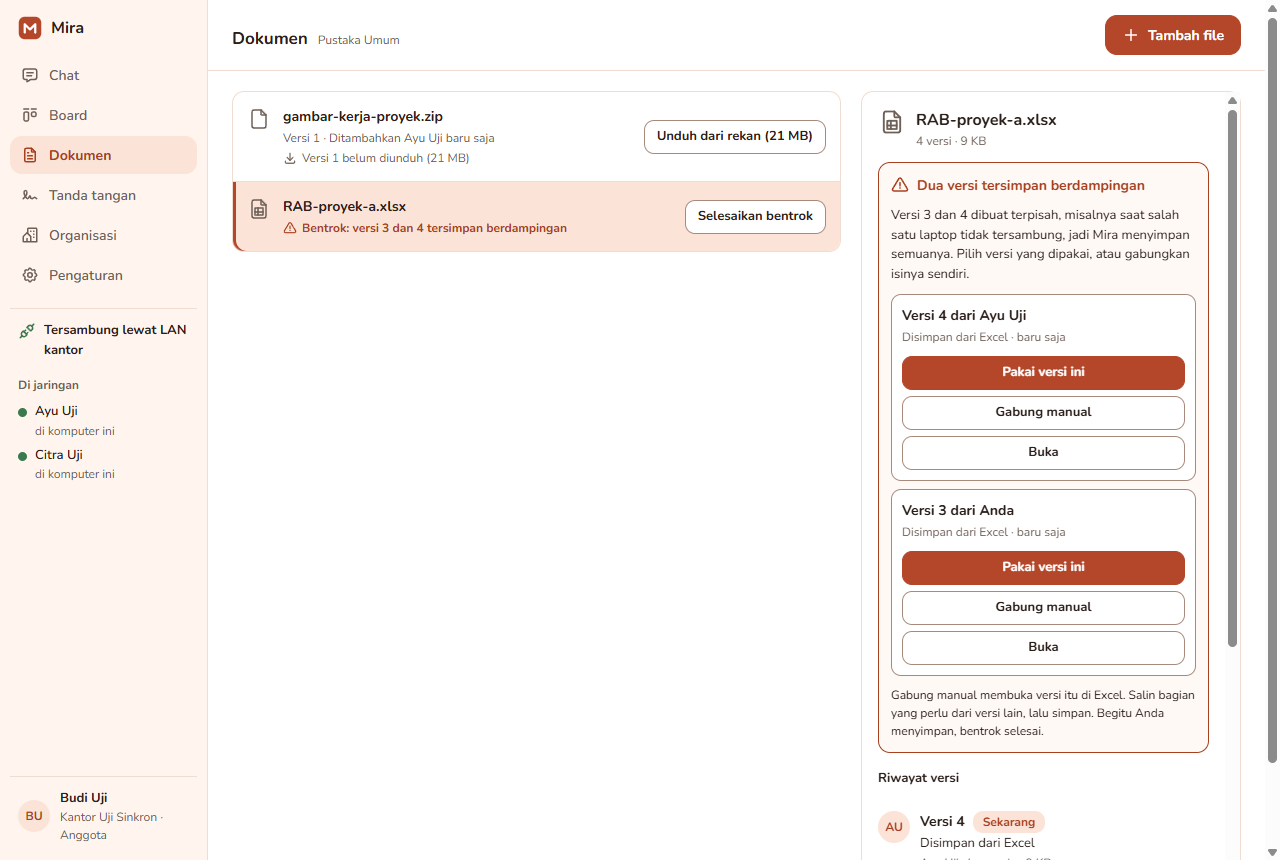 Mira
Chat
Board
Dokumen
Tanda tangan
Organisasi
Pengaturan
Tersambung lewat LAN
kantor
Di jaringan
Ayu Uji
di komputer ini
Citra Uji
di komputer ini
BU
Budi Uji
Kantor Uji Sinkron ·
Anggota
Dokumen Pustaka Umum
Tambah file
gambar-kerja-proyek.zip
Versi 1 · Ditambahkan Ayu Uji baru saja
Versi 1 belum diunduh (21 MB)
Unduh dari rekan (21 MB)
RAB-proyek-a.xlsx
Bentrok: versi 3 dan 4 tersimpan berdampingan
Selesaikan bentrok
RAB-proyek-a.xlsx
4 versi · 9 KB
Dua versi tersimpan berdampingan
Versi 3 dan 4 dibuat terpisah, misalnya saat salah
satu laptop tidak tersambung, jadi Mira menyimpan
semuanya. Pilih versi yang dipakai, atau gabungkan
isinya sendiri.
Versi 4 dari Ayu Uji
Disimpan dari Excel · baru saja
Pakai versi ini
Gabung manual
Buka
Versi 3 dari Anda
Disimpan dari Excel · baru saja
Pakai versi ini
Gabung manual
Buka
Gabung manual membuka versi itu di Excel. Salin bagian
yang perlu dari versi lain, lalu simpan. Begitu Anda
menyimpan, bentrok selesai.
Riwayat versi
AU
Versi 4 Sekarang
Disimpan dari Excel